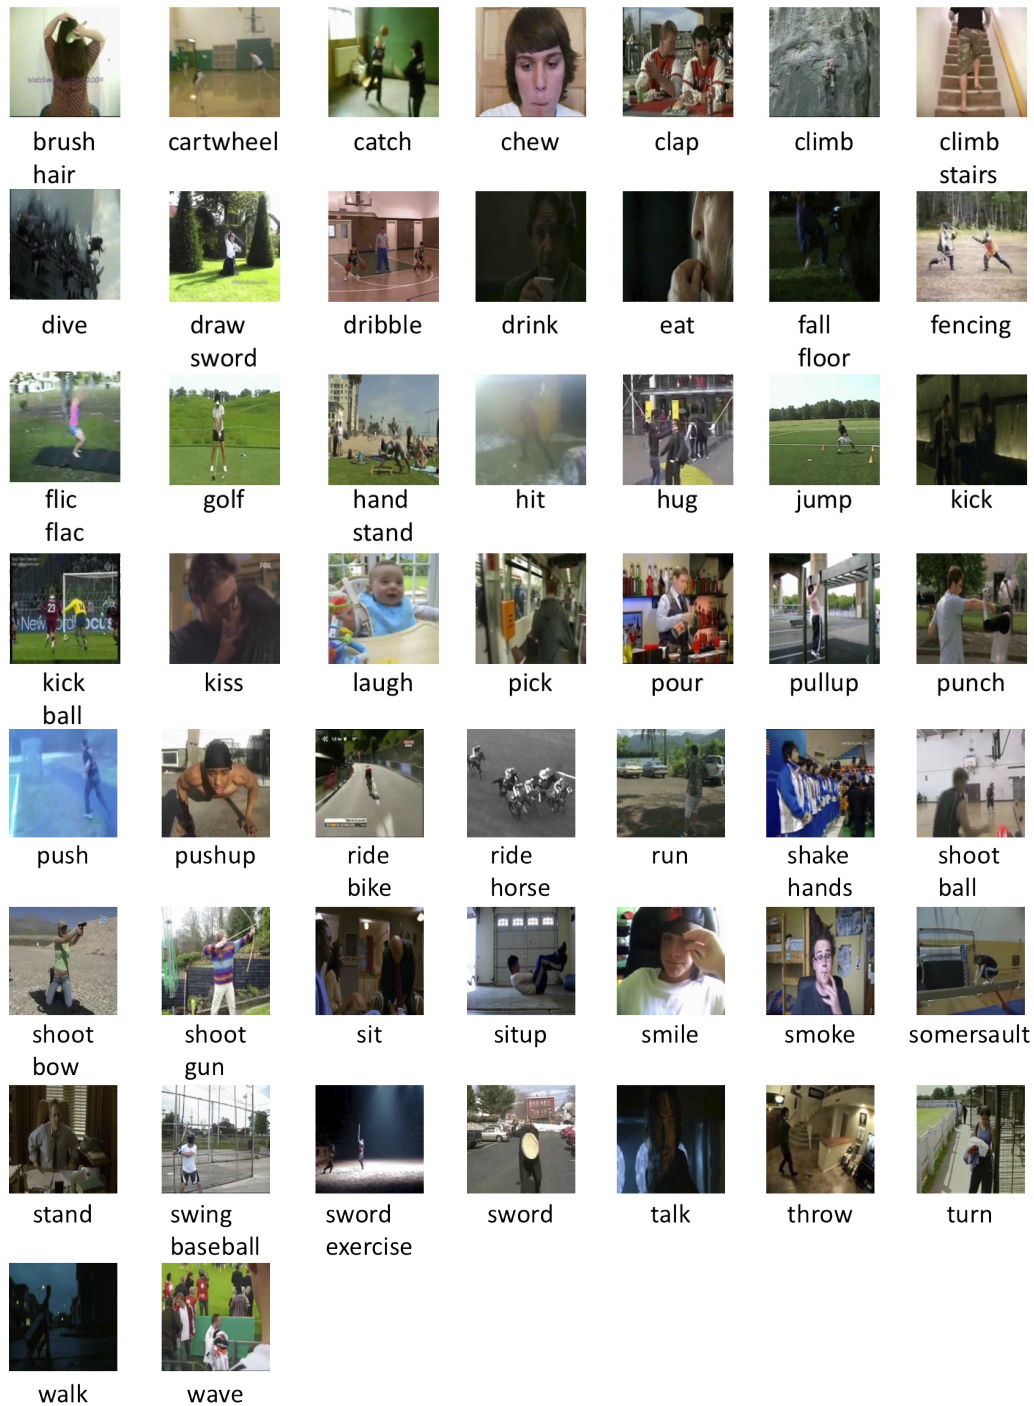 brush hair
cartwheel
catch
chew
clap
climb
climb stairs
dive
draw sword
dribble
drink
eat
fall floor
fencing
flic flac
golf
hand stand
hit
hug
jump
kick
kick ball
kiss
laugh
pick
pour
pullup
punch
push
pushup
ride bike
ride horse
run
shake hands
shoot ball
shoot bow
shoot gun
sit
situp
smile
smoke
somersault
stand
swing baseball
sword exercise
sword
talk
throw
turn
walk
wave